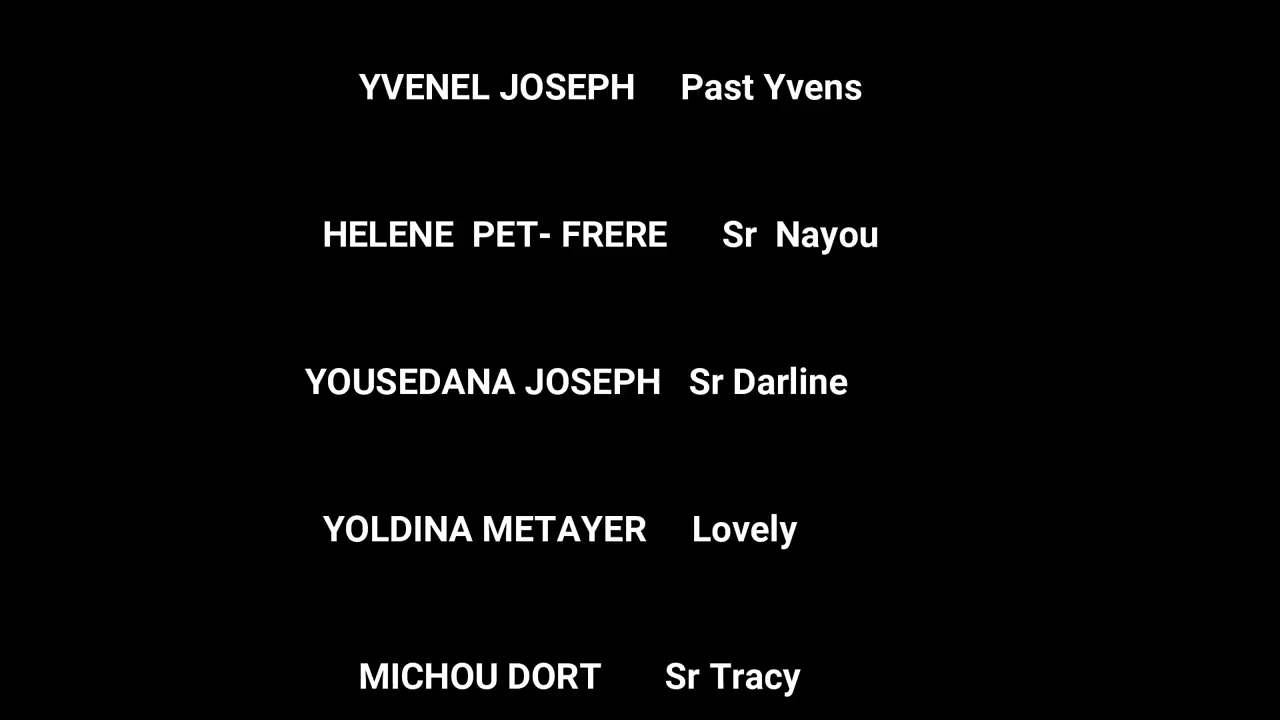 YVENEL JOSEPH Past Yvens
HELENE PET- FRERE Sr Nayou
YOUSEDANA JOSEPH Sr Darline
YOLDINA METAYER Lovely
MICHOU DORT Sr Tracy